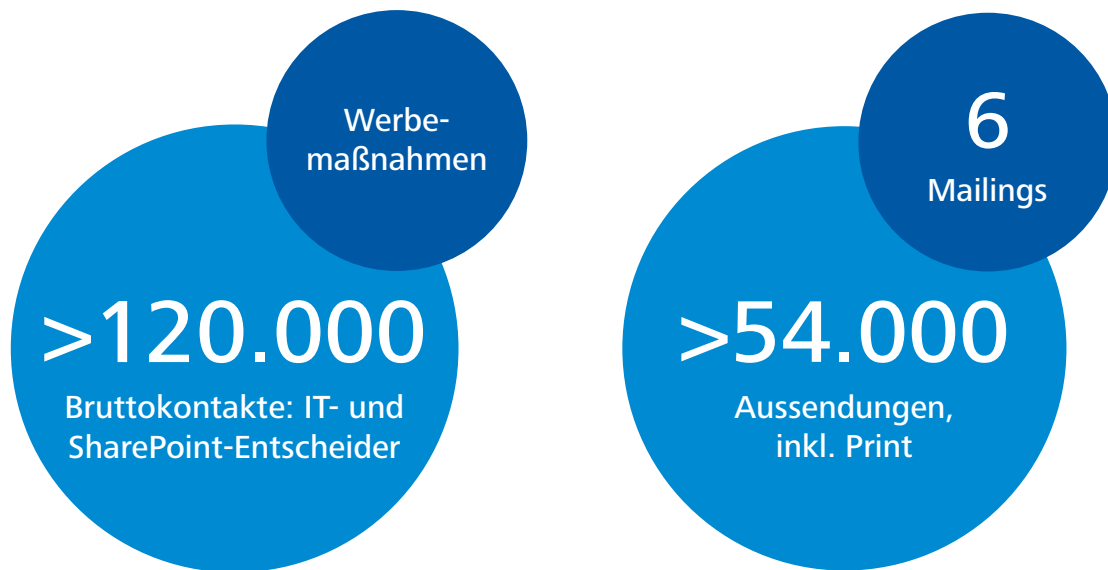 Werbe-
maßnahmen
>120.000
Bruttokontakte: IT- und
SharePoint-Entscheider
6
Mailings
>54.000
Aussendungen,
inkl. Print